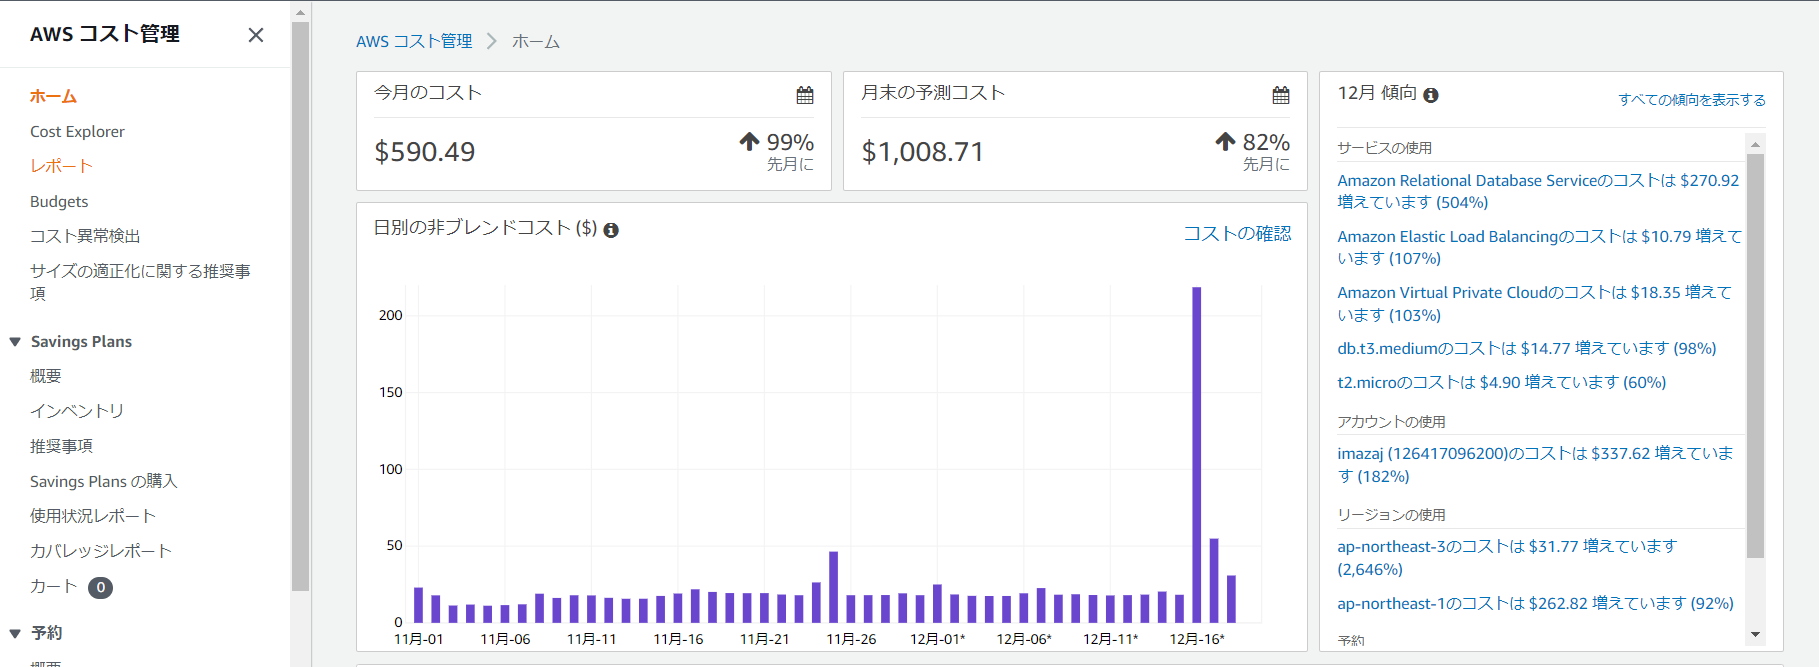 AWS コスト管理
ホーム
Cost Explorer
レポート
Budgets
コスト異常検出
サイズの適正化に関する推奨事
項
Savings Plans
概要
インベントリ
推奨事項
Savings Plans の購入
使用状況レポート
カバレッジレポート
カート 0
予約
概要
AWS コスト管理 ホーム
今月のコスト
$590.49
99%
先月に
月末の予測コスト
$1,008.71
82%
先月に
日別の非ブレンドコスト ($)
コストの確認
200
150
100
50
0
11月-01 11月-06 11月-11 11月-16 11月-21 11月-26 12月-01* 12月-06* 12月-11* 12月-16*
12月 傾向
すべての傾向を表示する
サービスの使用
Amazon Relational Database Serviceのコストは $270.92
増えています (504%)
Amazon Elastic Load Balancingのコストは $10.79 増えて
います (107%)
Amazon Virtual Private Cloudのコストは $18.35 増えて
います (103%)
db.t3.mediumのコストは $14.77 増えています (98%)
t2.microのコストは $4.90 増えています (60%)
アカウントの使用
imazaj (126417096200)のコストは $337.62 増えていま
す (182%)
リージョンの使用
ap-northeast-3のコストは $31.77 増えています
(2,646%)
ap-northeast-1のコストは $262.82 増えています (92%)
予約